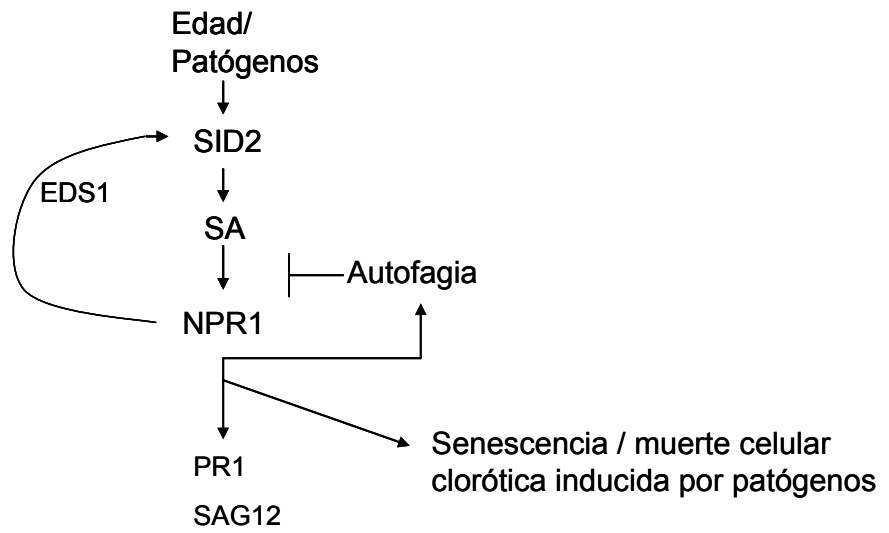 Edad/
Patógenos
SID2
EDS1
SA
Autofagia
NPR1
Senescencia / muerte celular
clorótica inducida por patógenos
PR1
SAG12